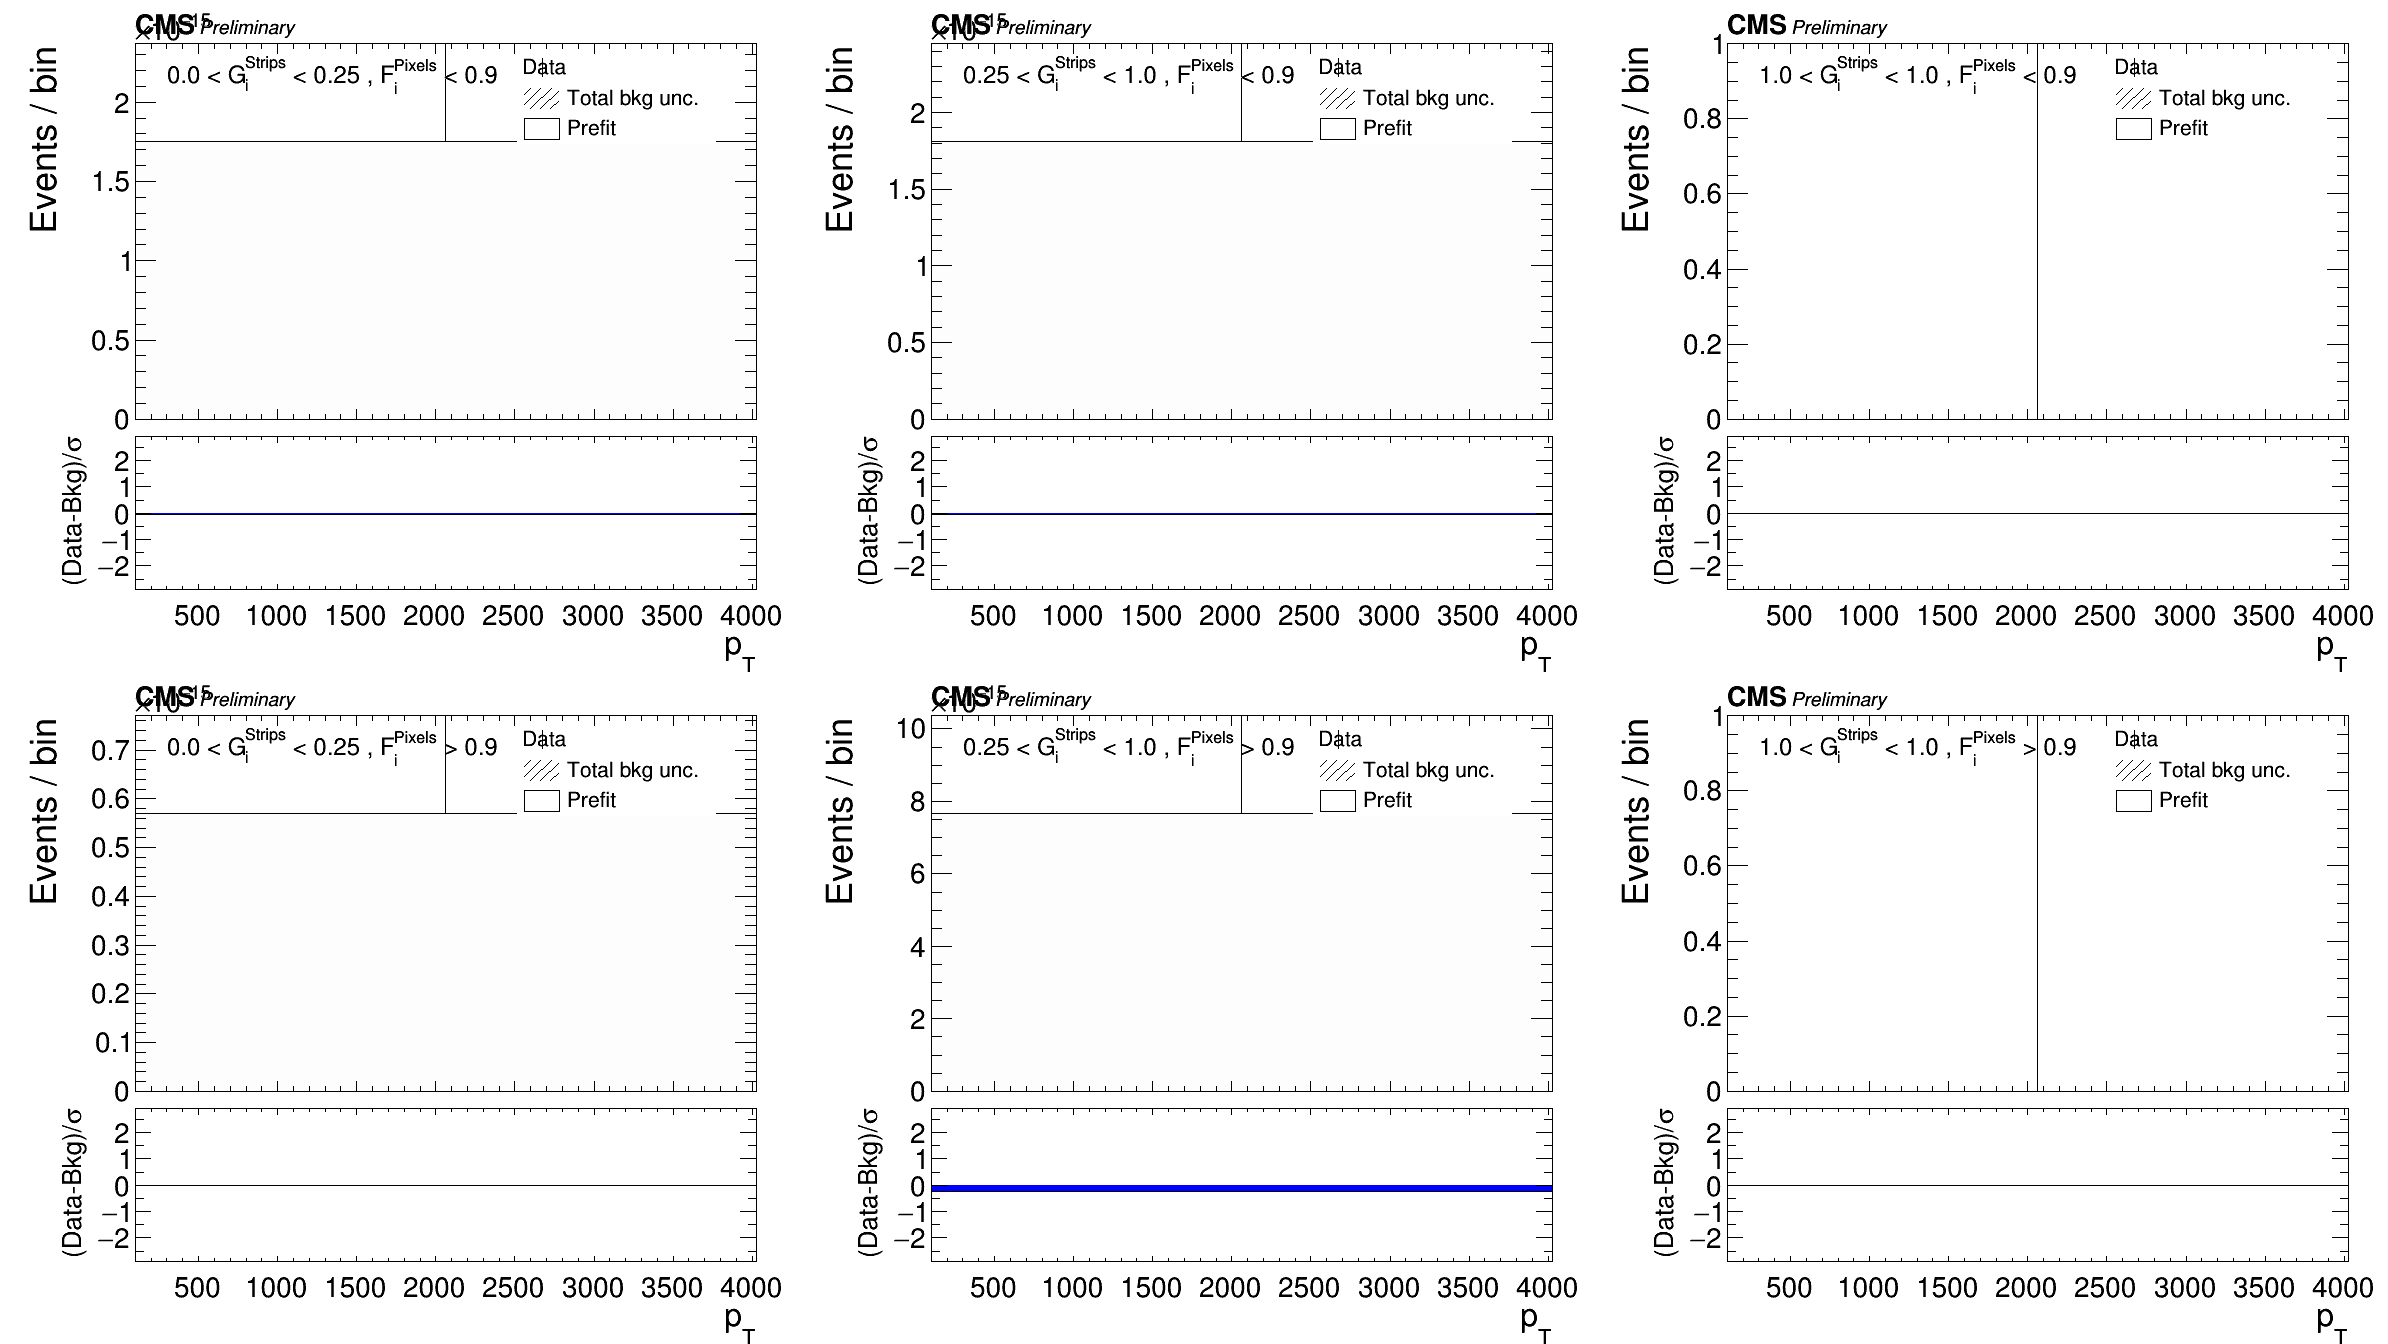 CMS Preliminary
Events / bin
0.0 < G_i^Strips < 0.25 , F_i^Pixels < 0.9
Data
Total bkg unc.
Prefit
2
1.5
1
0.5
0
(Data-Bkg)/σ
2
1
0
−1
−2
500 1000 1500 2000 2500 3000 3500 4000
p_T
CMS Preliminary
Events / bin
0.25 < G_i^Strips < 1.0 , F_i^Pixels < 0.9
Data
Total bkg unc.
Prefit
2
1.5
1
0.5
0
(Data-Bkg)/σ
2
1
0
−1
−2
500 1000 1500 2000 2500 3000 3500 4000
p_T
CMS Preliminary
Events / bin
1.0 < G_i^Strips < 1.0 , F_i^Pixels < 0.9
Data
Total bkg unc.
Prefit
1
0.8
0.6
0.4
0.2
0
(Data-Bkg)/σ
2
1
0
−1
−2
500 1000 1500 2000 2500 3000 3500 4000
p_T
CMS Preliminary
Events / bin
0.0 < G_i^Strips < 0.25 , F_i^Pixels > 0.9
Data
Total bkg unc.
Prefit
0.7
0.6
0.5
0.4
0.3
0.2
0.1
0
(Data-Bkg)/σ
2
1
0
−1
−2
500 1000 1500 2000 2500 3000 3500 4000
p_T
CMS Preliminary
Events / bin
0.25 < G_i^Strips < 1.0 , F_i^Pixels > 0.9
Data
Total bkg unc.
Prefit
10
8
6
4
2
0
(Data-Bkg)/σ
2
1
0
−1
−2
500 1000 1500 2000 2500 3000 3500 4000
p_T
CMS Preliminary
Events / bin
1.0 < G_i^Strips < 1.0 , F_i^Pixels > 0.9
Data
Total bkg unc.
Prefit
1
0.8
0.6
0.4
0.2
0
(Data-Bkg)/σ
2
1
0
−1
−2
500 1000 1500 2000 2500 3000 3500 4000
p_T